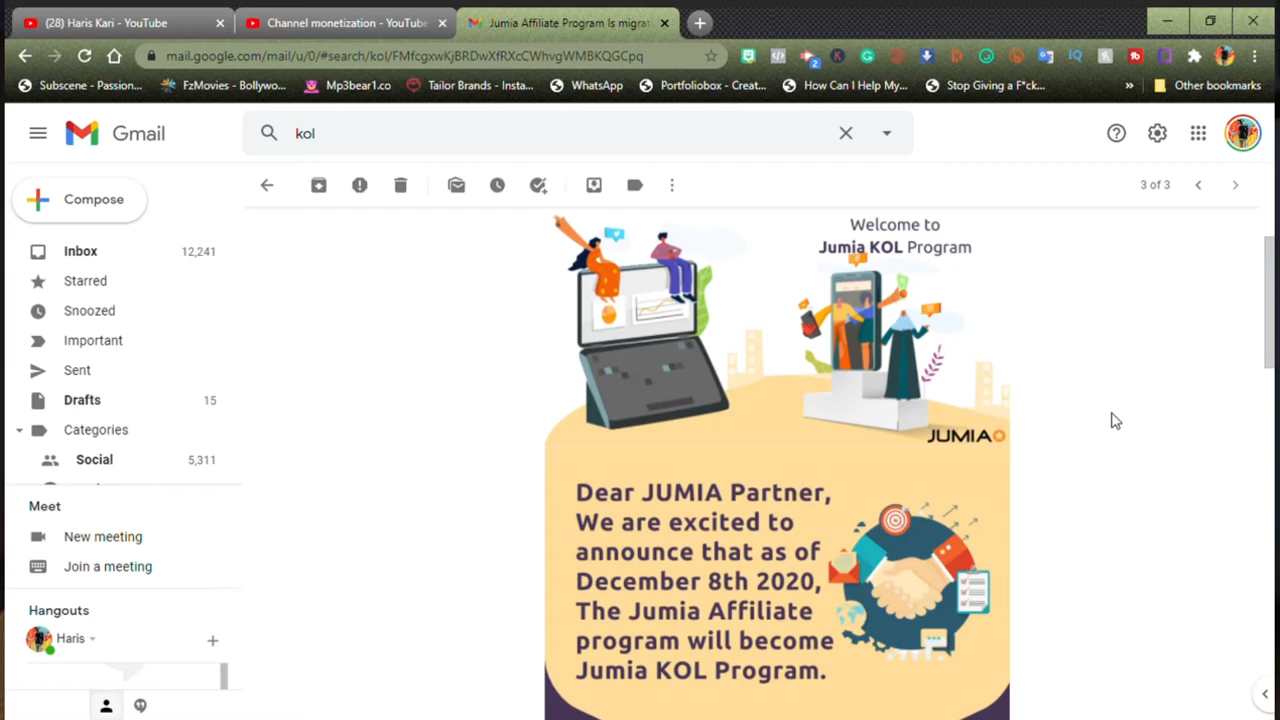 (28) Haris Kari - YouTube
Channel monetization - YouTube
Jumia Affiliate Program Is migrat
mail.google.com/mail/u/0/#search/kol/FMfcgxwKjBRDwXfRXcCWhvgWMBKQGCpq
Subscene - Passion...
FzMovies - Bollywo...
Mp3bear1.co
Tailor Brands - Insta...
WhatsApp
Portfoliobox - Creat...
How Can I Help My...
Stop Giving a F*ck...
Other bookmarks
Gmail
kol
Compose
3 of 3
Inbox 12,241
Starred
Snoozed
Important
Sent
Drafts 15
Categories
Social 5,311
Meet
New meeting
Join a meeting
Hangouts
Haris
Welcome to
Jumia KOL Program
JUMIA
Dear JUMIA Partner,
We are excited to
announce that as of
December 8th 2020,
The Jumia Affiliate
program will become
Jumia KOL Program.